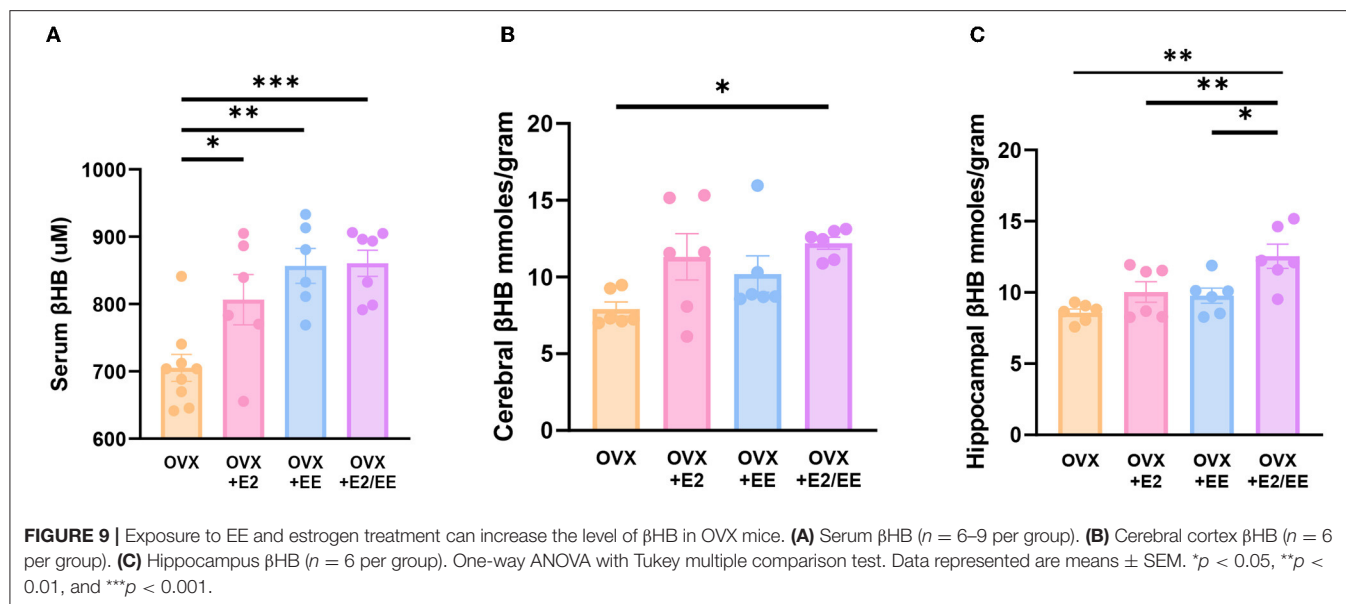 A
***
**
*
Serum βHB (uM)
1000
900
800
700
600
OVX
OVX
+E2
OVX
+EE
OVX
+E2/EE
B
*
Cerebral βHB mmoles/gram
20
15
10
5
0
OVX
OVX
+E2
OVX
+EE
OVX
+E2/EE
C
**
**
*
Hippocampal βHB mmoles/gram
20
15
10
5
0
OVX
OVX
+E2
OVX
+EE
OVX
+E2/EE
FIGURE 9 | Exposure to EE and estrogen treatment can increase the level of βHB in OVX mice. (A) Serum βHB (n = 6–9 per group). (B) Cerebral cortex βHB (n = 6
per group). (C) Hippocampus βHB (n = 6 per group). One-way ANOVA with Tukey multiple comparison test. Data represented are means ± SEM. *p < 0.05, **p <
0.01, and ***p < 0.001.